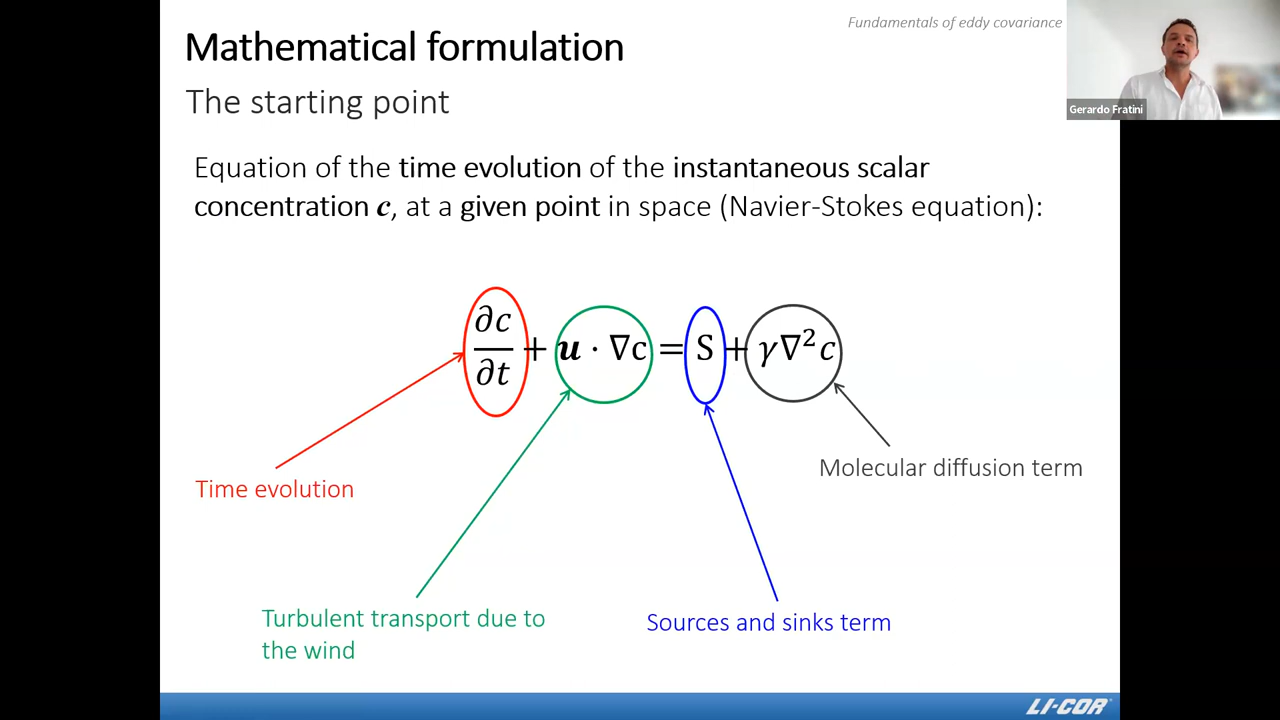 Fundamentals of eddy covariance
Gerardo Fratini
Mathematical formulation
The starting point
Equation of the time evolution of the instantaneous scalar
concentration c, at a given point in space (Navier-Stokes equation):
∂c/∂t + u · ∇c = S + γ∇²c
Molecular diffusion term
Time evolution
Turbulent transport due to
the wind
Sources and sinks term
LI-COR